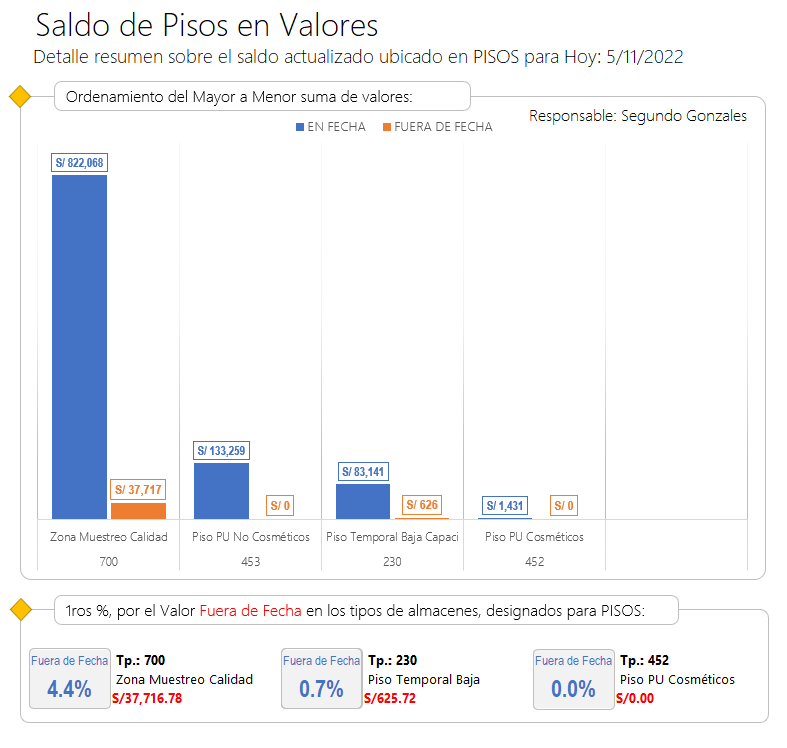 Saldo de Pisos en Valores
Detalle resumen sobre el saldo actualizado ubicado en PISOS para Hoy: 5/11/2022
Ordenamiento del Mayor a Menor suma de valores:
Responsable: Segundo Gonzales
EN FECHA FUERA DE FECHA
S/ 822,068
S/ 37,717
S/ 133,259
S/ 0
S/ 83,141
S/ 626
S/ 1,431
S/ 0
Zona Muestreo Calidad Piso PU No Cosméticos Piso Temporal Baja Capaci Piso PU Cosméticos
700 453 230 452
1ros %, por el Valor Fuera de Fecha en los tipos de almacenes, designados para PISOS:
Fuera de Fecha
4.4%
Tp.: 700
Zona Muestreo Calidad
S/37,716.78
Fuera de Fecha
0.7%
Tp.: 230
Piso Temporal Baja
S/625.72
Fuera de Fecha
0.0%
Tp.: 452
Piso PU Cosméticos
S/0.00